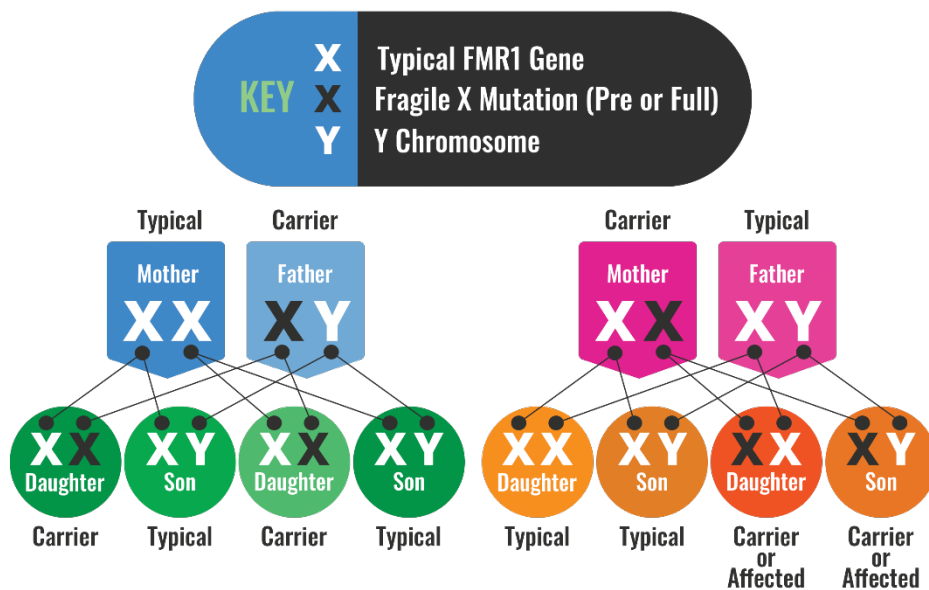 KEY
X Typical FMR1 Gene
X Fragile X Mutation (Pre or Full)
Y Y Chromosome
Typical Carrier Carrier Typical
Mother Father Mother Father
XX XY XX XY
XX XY XX XY XX XY XX XY
Daughter Son Daughter Son Daughter Son Daughter Son
Carrier Typical Carrier Typical Typical Typical Carrier Carrier
or or
Affected Affected